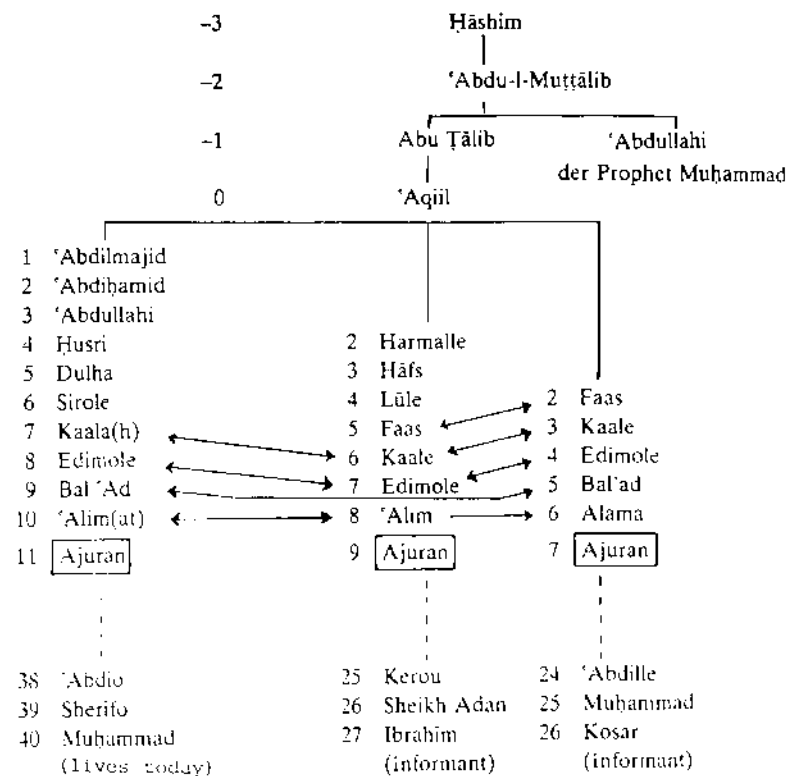 –3 Ḥāshim
–2 ʿAbdu-l-Muṭṭālib
–1 Abu Ṭālib ʿAbdullahi
der Prophet Muḥammad
0 ʿAqiil
1 ʿAbdilmajid
2 ʿAbdiḥamid
3 ʿAbdullahi
4 Ḥusri 2 Harmalle
5 Dulha 3 Hāfs
6 Sirole 4 Lūle 2 Faas
7 Kaala(h) 5 Faas 3 Kaale
8 Edimole 6 Kaale 4 Edimole
9 Bal ʿAd 7 Edimole 5 Balʿad
10 ʿAlim(at) 8 ʿAlim 6 Alama
11 Ajuran 9 Ajuran 7 Ajuran
38 ʿAbdio 25 Kerou 24 ʿAbdille
39 Sherifo 26 Sheikh Adan 25 Muḥammad
40 Muḥammad 27 Ibrahim 26 Kosar
(lives today) (informant) (informant)